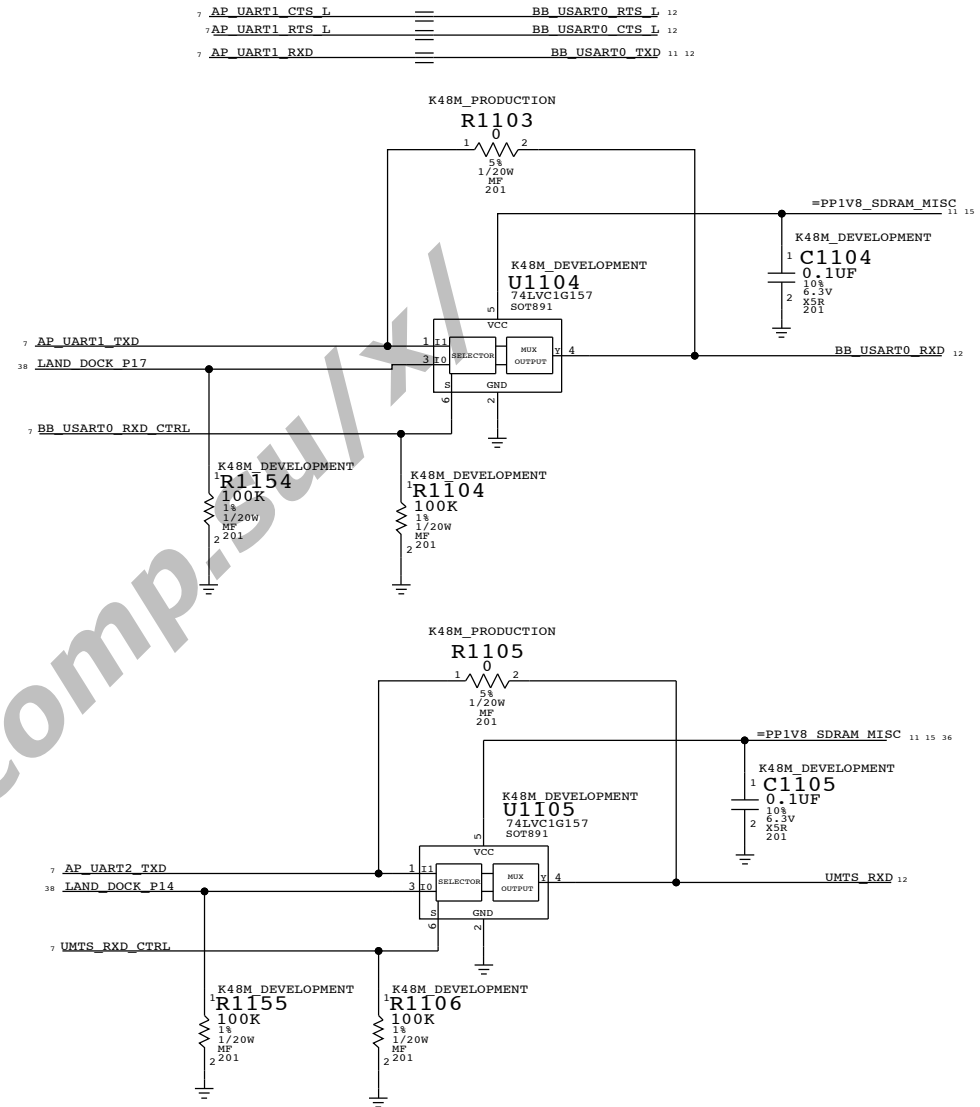 7 AP_UART1_CTS_L BB_USART0_RTS_L 12
7 AP_UART1_RTS_L BB_USART0_CTS_L 12
7 AP_UART1_RXD BB_USART0_TXD 11 12
K48M_PRODUCTION
R1103
0
1 2
5%
1/20W
MF
201
=PP1V8_SDRAM_MISC
11 15
K48M_DEVELOPMENT
1 C1104
0.1UF
10%
6.3V
2 X5R
201
K48M_DEVELOPMENT
U1104
74LVC1G157
SOT891
5
VCC
7 AP_UART1_TXD 1 I1
38 LAND_DOCK_P17 3 I0
SELECTOR
MUX
OUTPUT
Y 4 BB_USART0_RXD 12
S GND
6 2
7 BB_USART0_RXD_CTRL
K48M_DEVELOPMENT
1 R1154
100K
1%
1/20W
MF
2 201
K48M_DEVELOPMENT
1 R1104
100K
1%
1/20W
MF
2 201
comp.su/x/
K48M_PRODUCTION
R1105
0
1 2
5%
1/20W
MF
201
=PP1V8_SDRAM_MISC 11 15 36
K48M_DEVELOPMENT
1 C1105
0.1UF
10%
6.3V
2 X5R
201
K48M_DEVELOPMENT
U1105
74LVC1G157
SOT891
5
VCC
7 AP_UART2_TXD 1 I1
38 LAND_DOCK_P14 3 I0
SELECTOR
MUX
OUTPUT
Y 4 UMTS_RXD 12
S GND
6 2
7 UMTS_RXD_CTRL
K48M_DEVELOPMENT
1 R1155
100K
1%
1/20W
MF
2 201
K48M_DEVELOPMENT
1 R1106
100K
1%
1/20W
MF
2 201